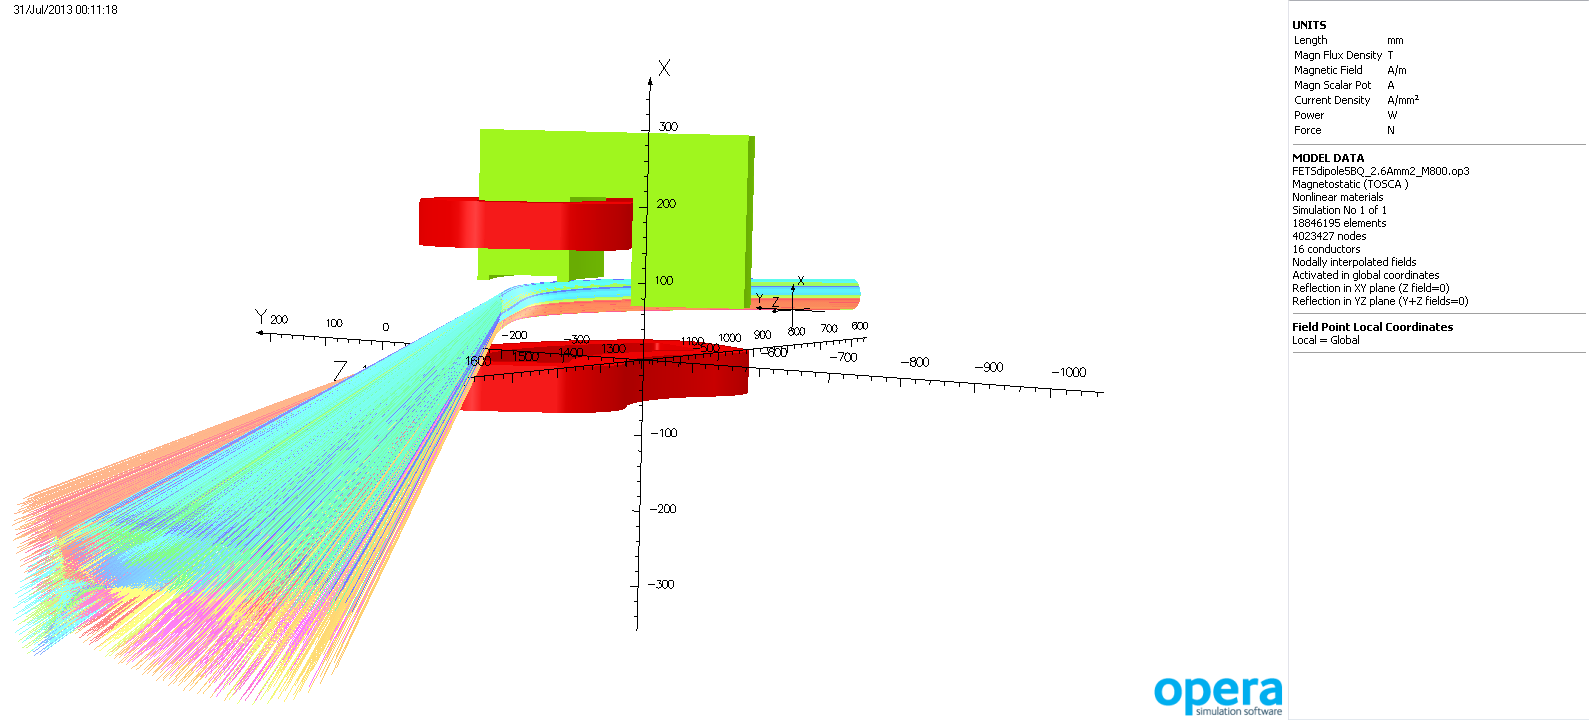 31/Jul/2013 00:11:18
X
300
200
100
X
Y
Z
Y
200
100
0
-200
-300
1600
1500
1400
1300
1100
1000
900
800
700
600
-500
-600
-700
-800
-900
-1000
Z
-100
-200
-300
UNITS
Length mm
Magn Flux Density T
Magnetic Field A/m
Magn Scalar Pot A
Current Density A/mm²
Power W
Force N
MODEL DATA
FETSdipole5BQ_2.6Amm2_M800.op3
Magnetostatic (TOSCA )
Nonlinear materials
Simulation No 1 of 1
18846195 elements
4023427 nodes
16 conductors
Nodally interpolated fields
Activated in global coordinates
Reflection in XY plane (Z field=0)
Reflection in YZ plane (Y+Z fields=0)
Field Point Local Coordinates
Local = Global
opera
simulation software